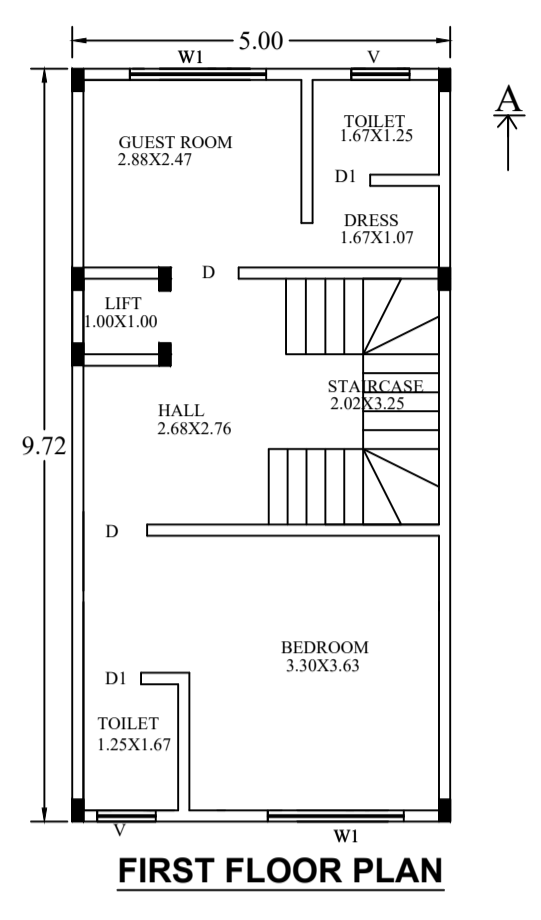 5.00
W1
V
A
TOILET
1.67X1.25
GUEST ROOM
2.88X2.47
D1
DRESS
1.67X1.07
D
LIFT
1.00X1.00
STAIRCASE
2.02X3.25
HALL
2.68X2.76
9.72
D
BEDROOM
3.30X3.63
D1
TOILET
1.25X1.67
V
W1
FIRST FLOOR PLAN